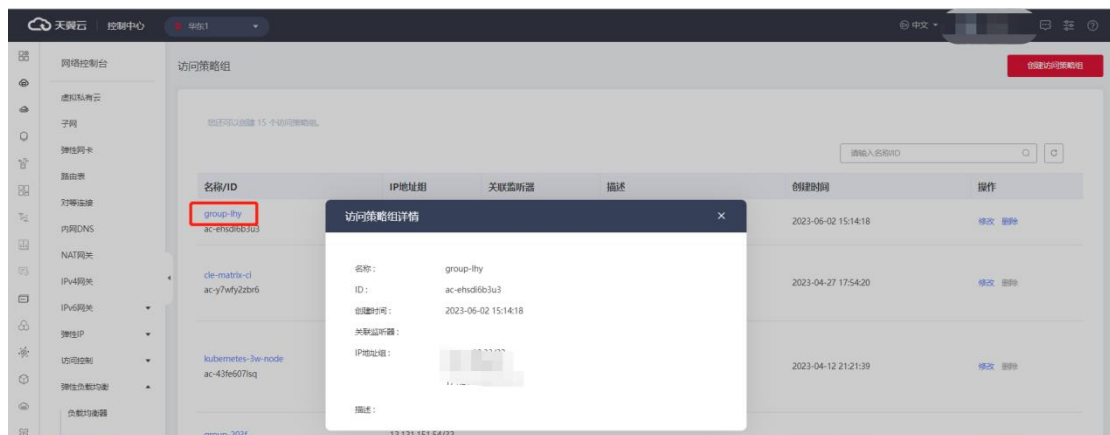 天翼云 控制中心 华东1 中文
网络控制台 访问策略组 创建访问策略组
虚拟私有云
您还可以创建 15 个访问策略组。
子网
弹性网卡 请输入名称/ID
路由表
名称/ID IP地址组 关联监听器 描述 创建时间 操作
对等连接
group-lhy 2023-06-02 15:14:18 修改 删除
ac-ehsdi6b3u3
内网DNS
访问策略组详情 ×
NAT网关
名称： group-lhy
cle-matrix-cl 2023-04-27 17:54:20 修改 删除
IPv4网关
ac-y7wfy2zbr6
ID： ac-ehsdi6b3u3
IPv6网关
创建时间： 2023-06-02 15:14:18
弹性IP
关联监听器：
访问控制
IP地址组：
kubernetes-3w-node 2023-04-12 21:21:39 修改 删除
ac-43fe607lsq
弹性负载均衡
描述：
负载均衡器